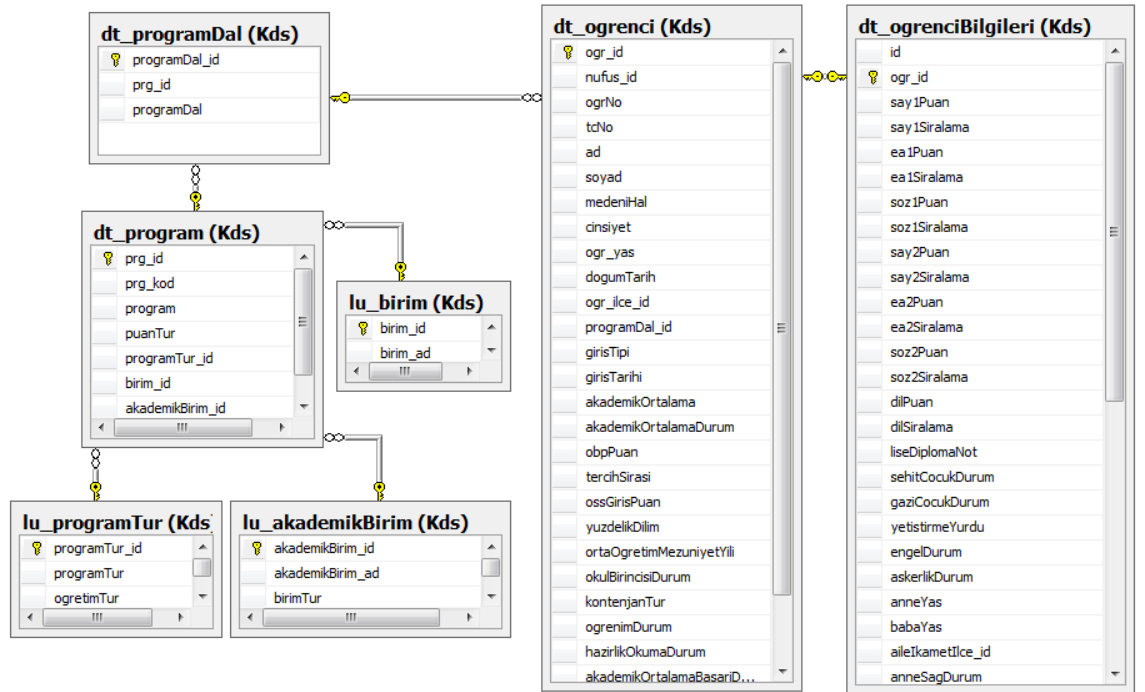 dt_programDal (Kds)
programDal_id
prg_id
programDal
dt_program (Kds)
prg_id
prg_kod
program
puanTur
programTur_id
birim_id
akademikBirim_id
lu_birim (Kds)
birim_id
birim_ad
lu_programTur (Kds)
programTur_id
programTur
ogretimTur
lu_akademikBirim (Kds)
akademikBirim_id
akademikBirim_ad
birimTur
dt_ogrenci (Kds)
ogr_id
nufus_id
ogrNo
tcNo
ad
soyad
medeniHal
cinsiyet
ogr_yas
dogumTarih
ogr_ilce_id
programDal_id
girisTipi
girisTarihi
akademikOrtalama
akademikOrtalamaDurum
obpPuan
tercihSirasi
ossGirisPuan
yuzdelikDilim
ortaOgretimMezuniyetYili
okulBirincisiDurum
kontenjanTur
ogrenimDurum
hazirlikOkumaDurum
akademikOrtalamaBasariD...
dt_ogrenciBilgileri (Kds)
id
ogr_id
say1Puan
say1Siralama
ea1Puan
ea1Siralama
soz1Puan
soz1Siralama
say2Puan
say2Siralama
ea2Puan
ea2Siralama
soz2Puan
soz2Siralama
dilPuan
dilSiralama
liseDiplomaNot
sehitCocukDurum
gaziCocukDurum
yetistirmeYurdu
engelDurum
askerlikDurum
anneYas
babaYas
aileIkametIlce_id
anneSagDurum